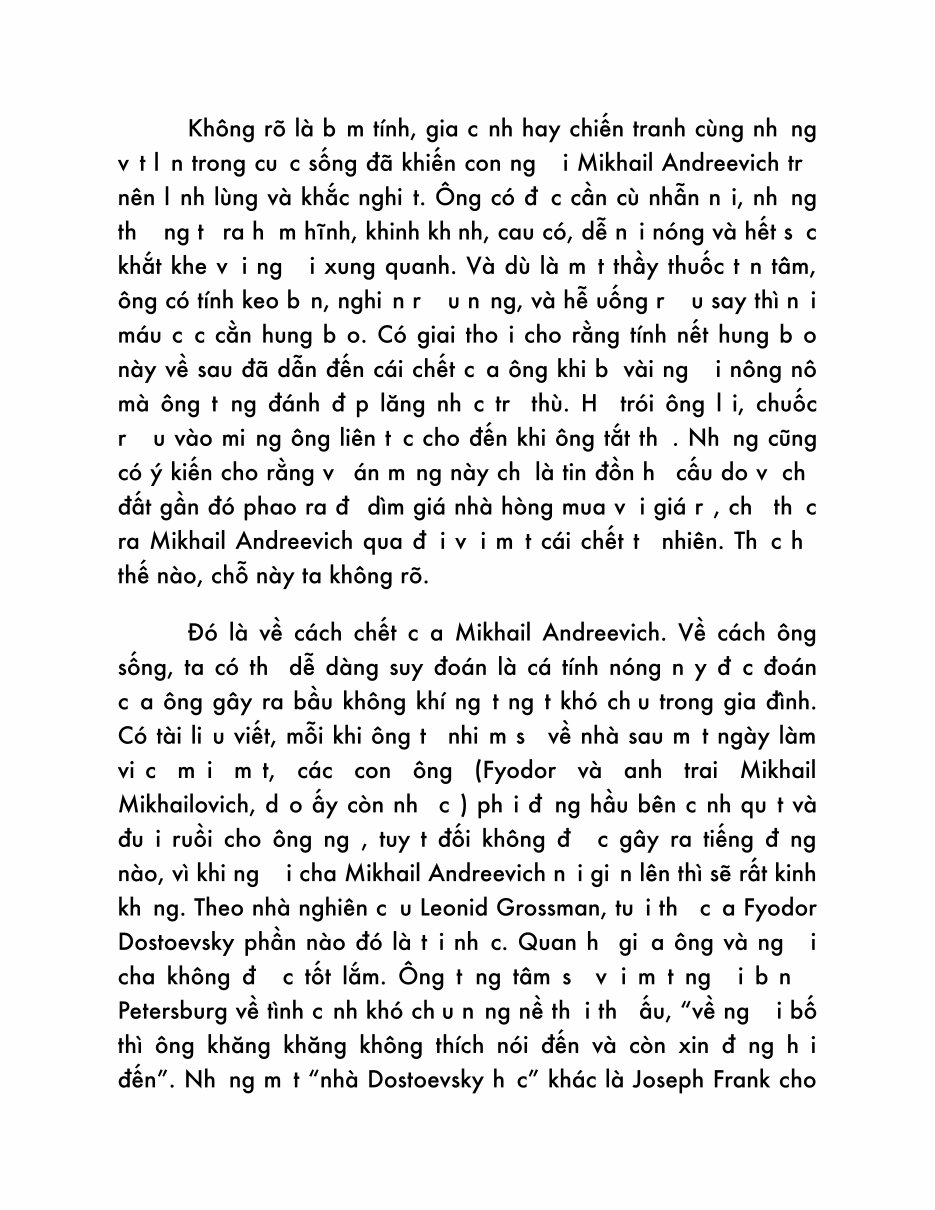 Không rõ là b m tính, gia c nh hay chiến tranh cùng nh ng
v t l n trong cu c sống đã khiến con ng i Mikhail Andreevich tr
nên l nh lùng và khắc nghi t. Ông có đ c cần cù nhẫn n i, nh ng
th ng t ra h m hĩnh, khinh kh nh, cau có, dễ n i nóng và hết s c
khắt khe v i ng i xung quanh. Và dù là m t thầy thuốc t n tâm,
ông có tính keo b n, nghi n r u n ng, và hễ uống r u say thì n i
máu c c cằn hung b o. Có giai tho i cho rằng tính nết hung b o
này về sau đã dẫn đến cái chết c a ông khi b vài ng i nông nô
mà ông t ng đánh đ p lăng nh c tr thù. H trói ông l i, chuốc
r u vào mi ng ông liên t c cho đến khi ông tắt th . Nh ng cũng
có ý kiến cho rằng v án m ng này ch là tin đồn h cấu do v ch
đất gần đó phao ra đ dìm giá nhà hòng mua v i giá r , ch th c
ra Mikhail Andreevich qua đ i v i m t cái chết t nhiên. Th c h
thế nào, chỗ này ta không rõ.
Đó là về cách chết c a Mikhail Andreevich. Về cách ông
sống, ta có th dễ dàng suy đoán là cá tính nóng n y đ c đoán
c a ông gây ra bầu không khí ng t ng t khó ch u trong gia đình.
Có tài li u viết, mỗi khi ông t nhi m s về nhà sau m t ngày làm
vi c m i m t, các con ông (Fyodor và anh trai Mikhail
Mikhailovich, d o ấy còn nh c ) ph i đ ng hầu bên c nh qu t và
đu i ruồi cho ông ng , tuy t đối không đ c gây ra tiếng đ ng
nào, vì khi ng i cha Mikhail Andreevich n i gi n lên thì sẽ rất kinh
kh ng. Theo nhà nghiên c u Leonid Grossman, tu i th c a Fyodor
Dostoevsky phần nào đó là t i nh c. Quan h gi a ông và ng i
cha không đ c tốt lắm. Ông t ng tâm s v i m t ng i b n
Petersburg về tình c nh khó ch u n ng nề th i th ấu, “về ng i bố
thì ông khăng khăng không thích nói đến và còn xin đ ng h i
đến”. Nh ng m t “nhà Dostoevsky h c” khác là Joseph Frank cho